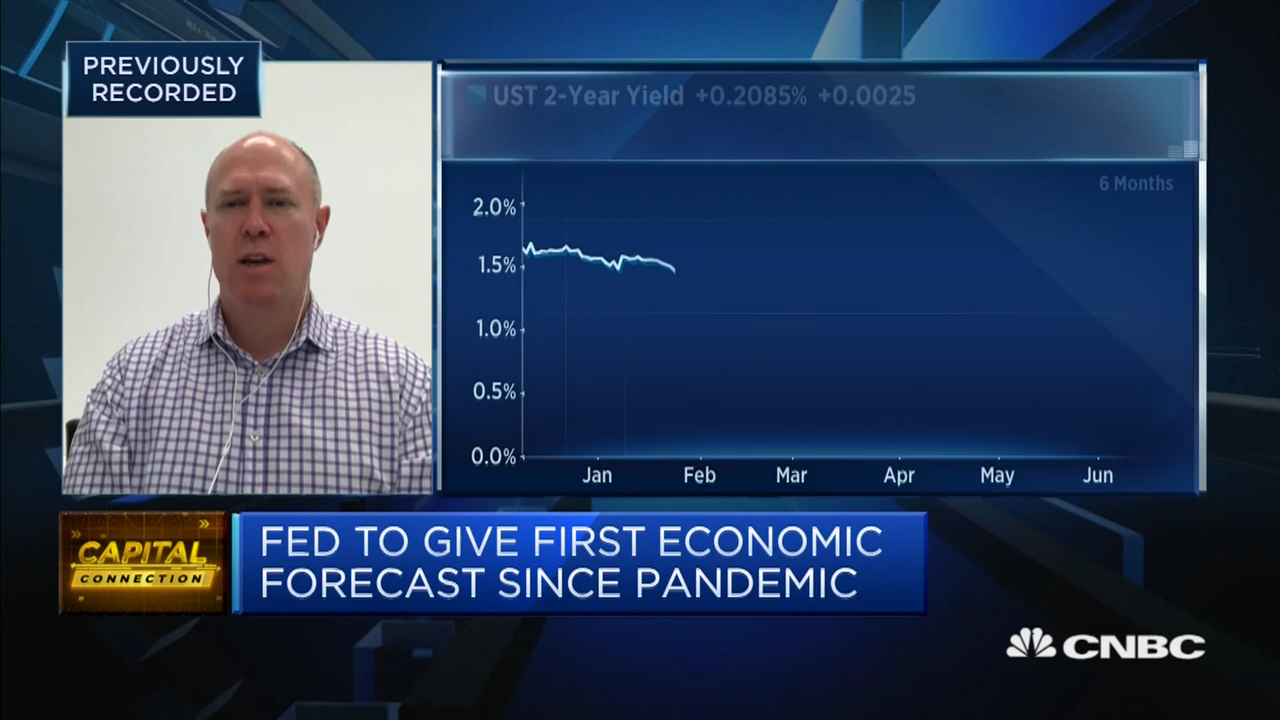 PREVIOUSLY
RECORDED
UST 2-Year Yield +0.2085% +0.0025
6 Months
2.0%
1.5%
1.0%
0.5%
0.0%
Jan Feb Mar Apr May Jun
CAPITAL
CONNECTION
FED TO GIVE FIRST ECONOMIC
FORECAST SINCE PANDEMIC
CNBC